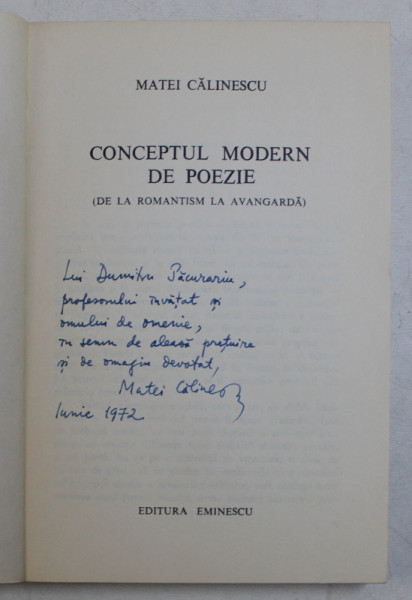 MATEI CĂLINESCU
CONCEPTUL MODERN
DE POEZIE
(DE LA ROMANTISM LA AVANGARDĂ)
Lui Dumitru Păcurariu,
profesorului învățat și
omului de omenie,
în semn de aleasă prețuire
și de omagiu devotat,
Matei Călinescu
Iunie 1972
EDITURA EMINESCU